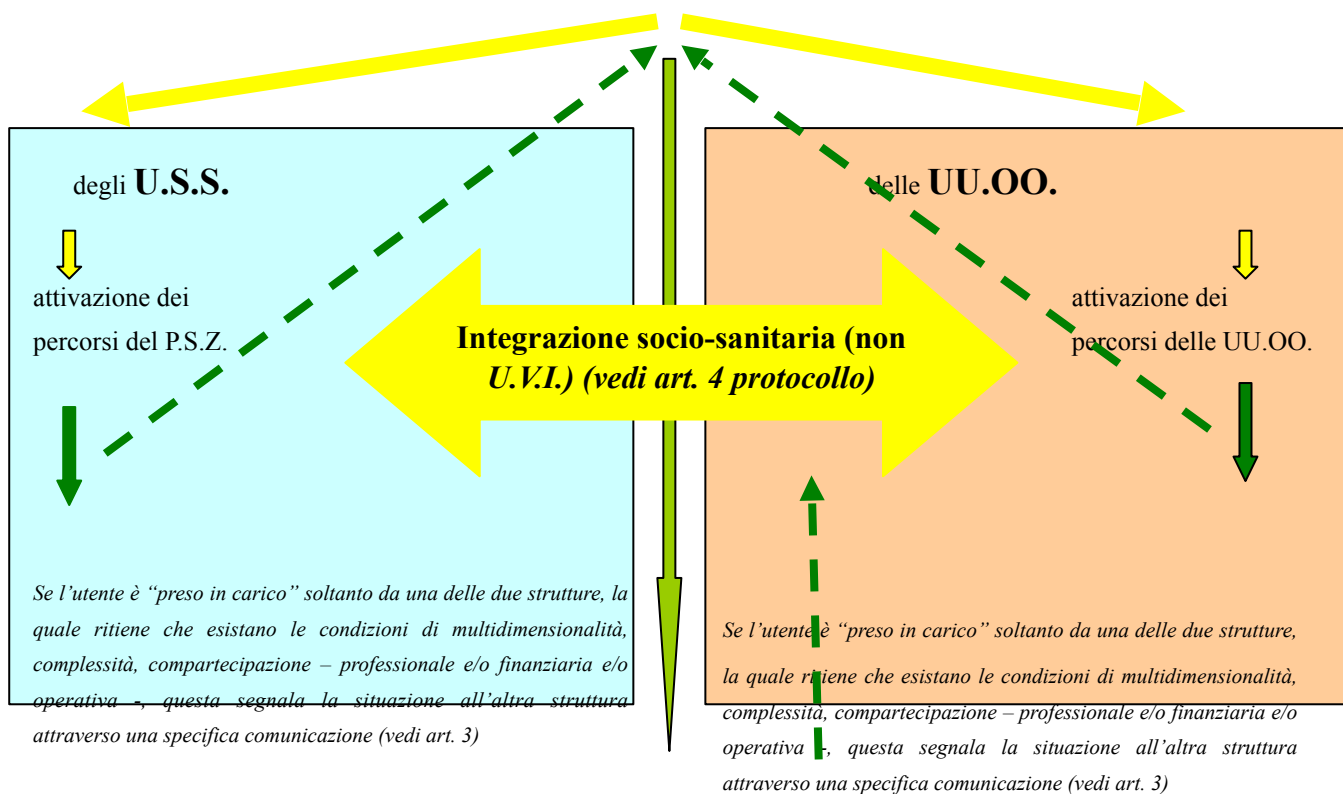 degli U.S.S.
attivazione dei
percorsi del P.S.Z.
Se l’utente è “preso in carico” soltanto da una delle due strutture, la
quale ritiene che esistano le condizioni di multidimensionalità,
complessità, compartecipazione – professionale e/o finanziaria e/o
operativa -, questa segnala la situazione all’altra struttura
attraverso una specifica comunicazione (vedi art. 3)
Integrazione socio-sanitaria (non
U.V.I.) (vedi art. 4 protocollo)
delle UU.OO.
attivazione dei
percorsi delle UU.OO.
Se l’utente è “preso in carico” soltanto da una delle due strutture,
la quale ritiene che esistano le condizioni di multidimensionalità,
complessità, compartecipazione – professionale e/o finanziaria e/o
operativa -, questa segnala la situazione all’altra struttura
attraverso una specifica comunicazione (vedi art. 3)